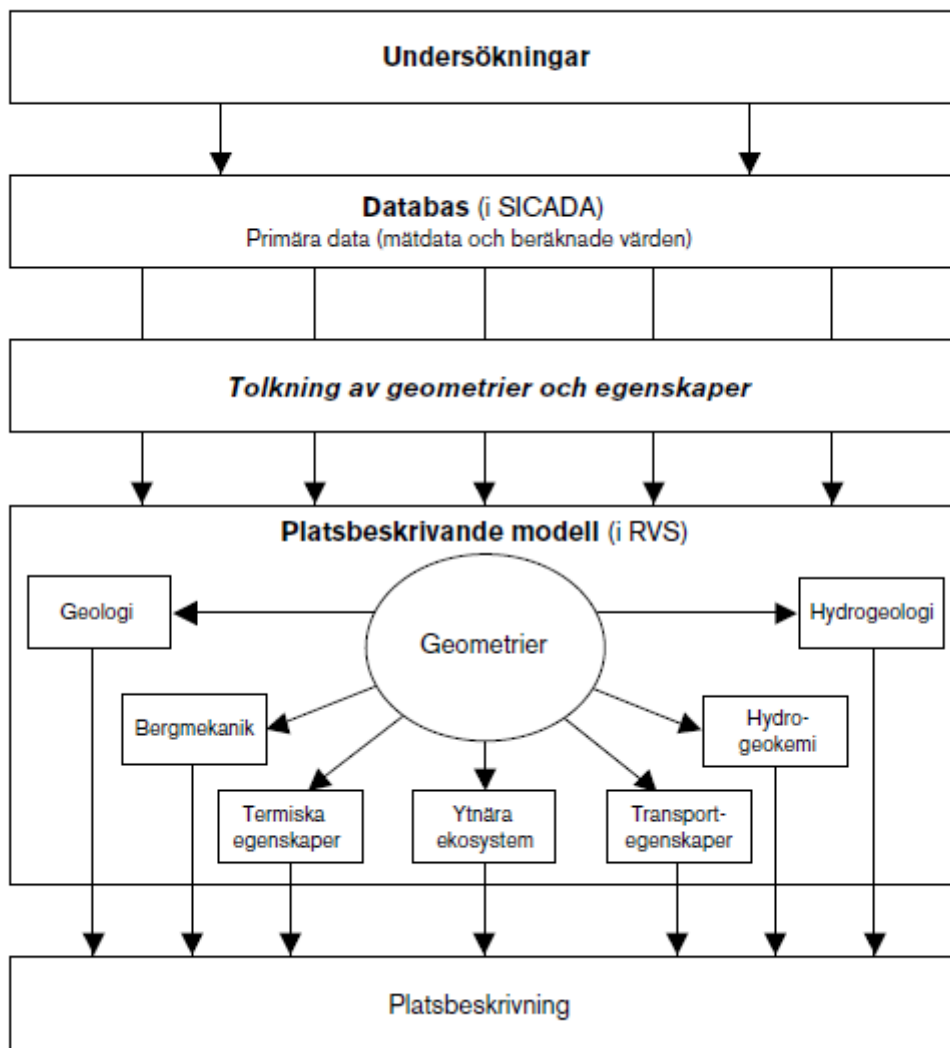 Undersökningar
Databas (i SICADA)
Primära data (mätdata och beräknade värden)
Tolkning av geometrier och egenskaper
Platsbeskrivande modell (i RVS)
Geologi
Geometrier
Hydrogeologi
Bergmekanik
Hydro-
geokemi
Termiska
egenskaper
Ytnära
ekosystem
Transport-
egenskaper
Platsbeskrivning